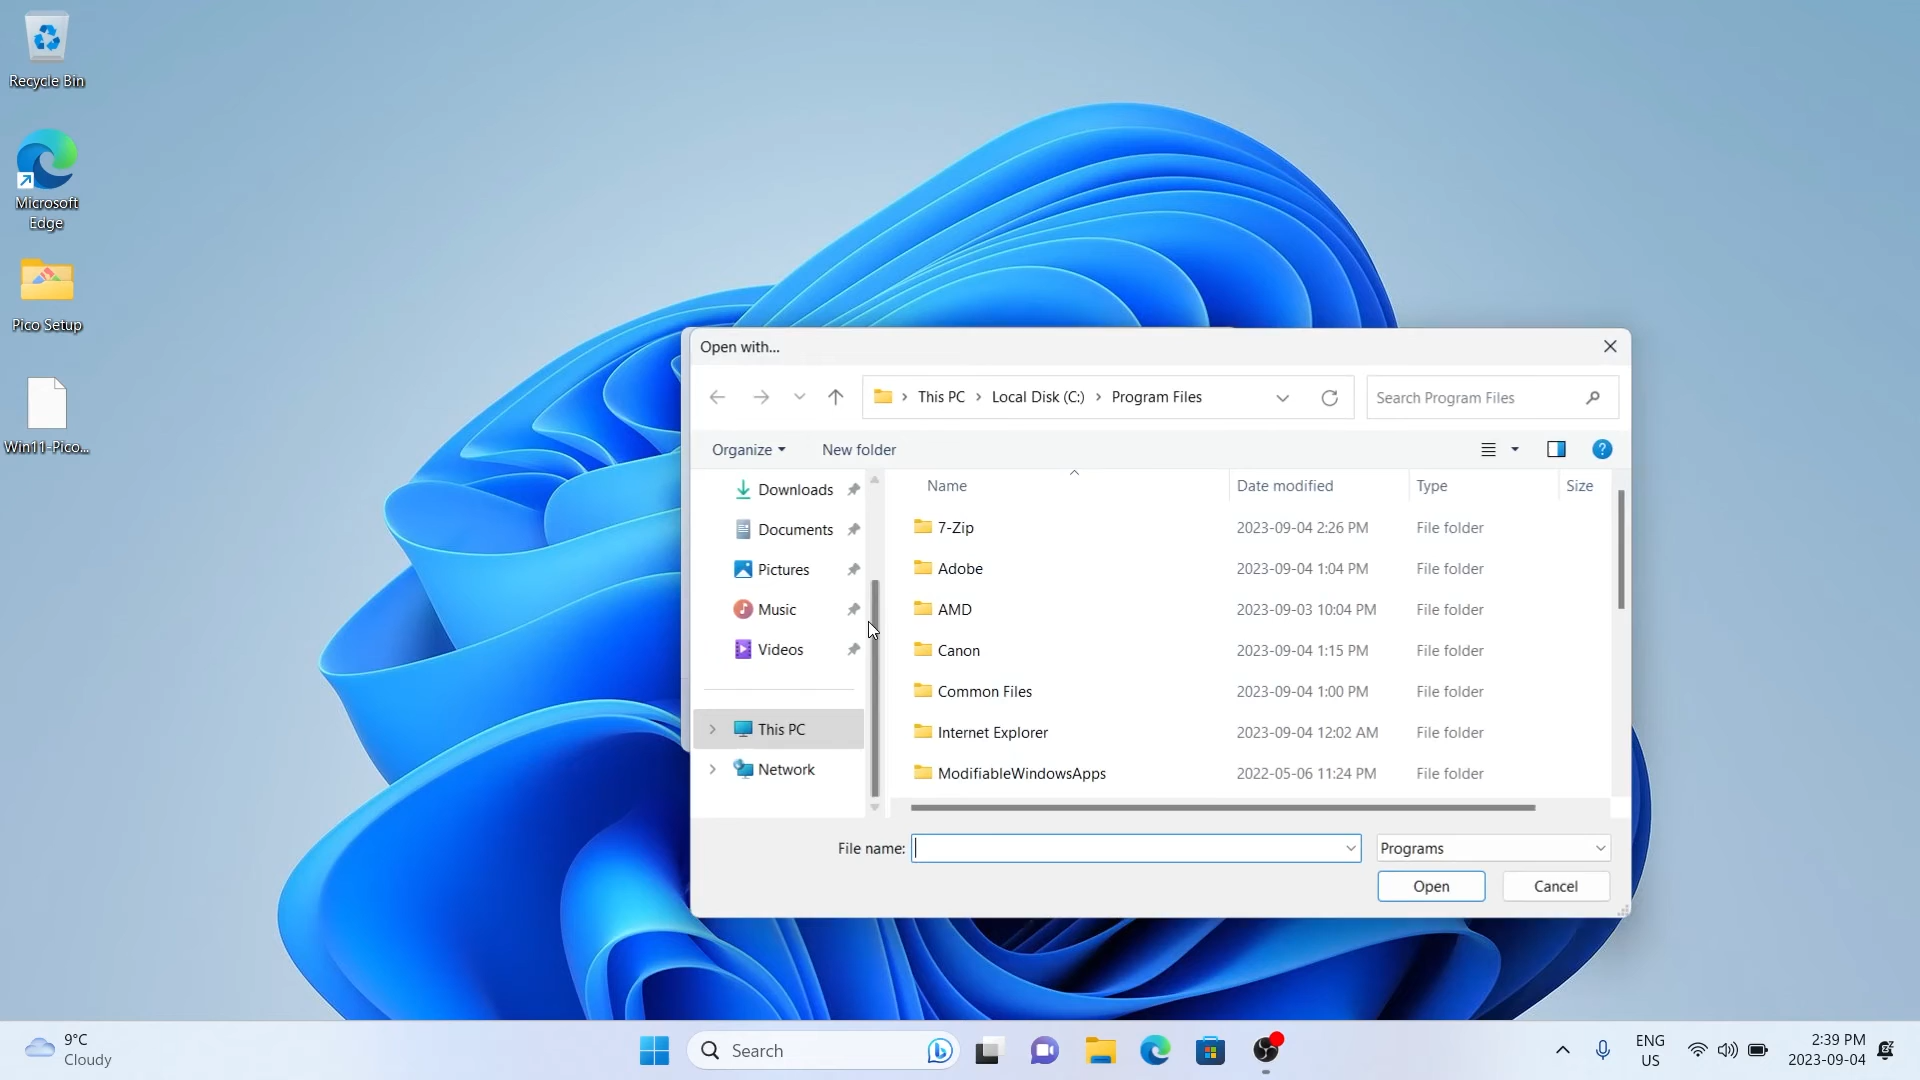 Recycle Bin
Microsoft
Edge
Pico Setup
Win11-Pico...
Open with...
This PC
Local Disk (C:)
Program Files
Search Program Files
Organize
New folder
Downloads
Documents
Pictures
Music
Videos
This PC
Network
Name
Date modified
Type
Size
7-Zip 2023-09-04 2:26 PM File folder
Adobe 2023-09-04 1:04 PM File folder
AMD 2023-09-03 10:04 PM File folder
Canon 2023-09-04 1:15 PM File folder
Common Files 2023-09-04 1:00 PM File folder
Internet Explorer 2023-09-04 12:02 AM File folder
ModifiableWindowsApps 2022-05-06 11:24 PM File folder
File name:
Programs
Open
Cancel
9°C
Cloudy
Search
ENG
US
2:39 PM
2023-09-04